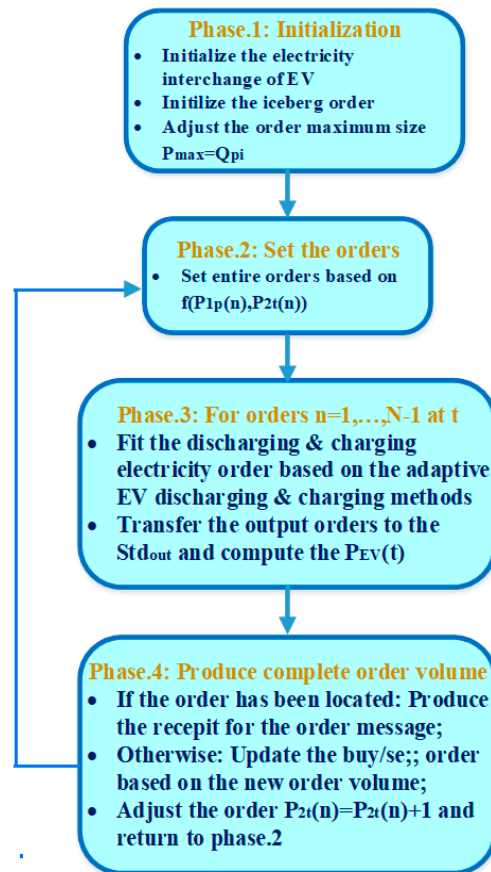 Phase.1: Initialization
• Initialize the electricity
interchange of EV
• Initilize the iceberg order
• Adjust the order maximum size
Pmax=Qpi
Phase.2: Set the orders
• Set entire orders based on
f(P1p(n),P2t(n))
Phase.3: For orders n=1,…,N-1 at t
• Fit the discharging & charging
electricity order based on the adaptive
EV discharging & charging methods
• Transfer the output orders to the
Stdout and compute the PEV(t)
Phase.4: Produce complete order volume
• If the order has been located: Produce
the recepit for the order message;
• Otherwise: Update the buy/se;; order
based on the new order volume;
• Adjust the order P2t(n)=P2t(n)+1 and
return to phase.2